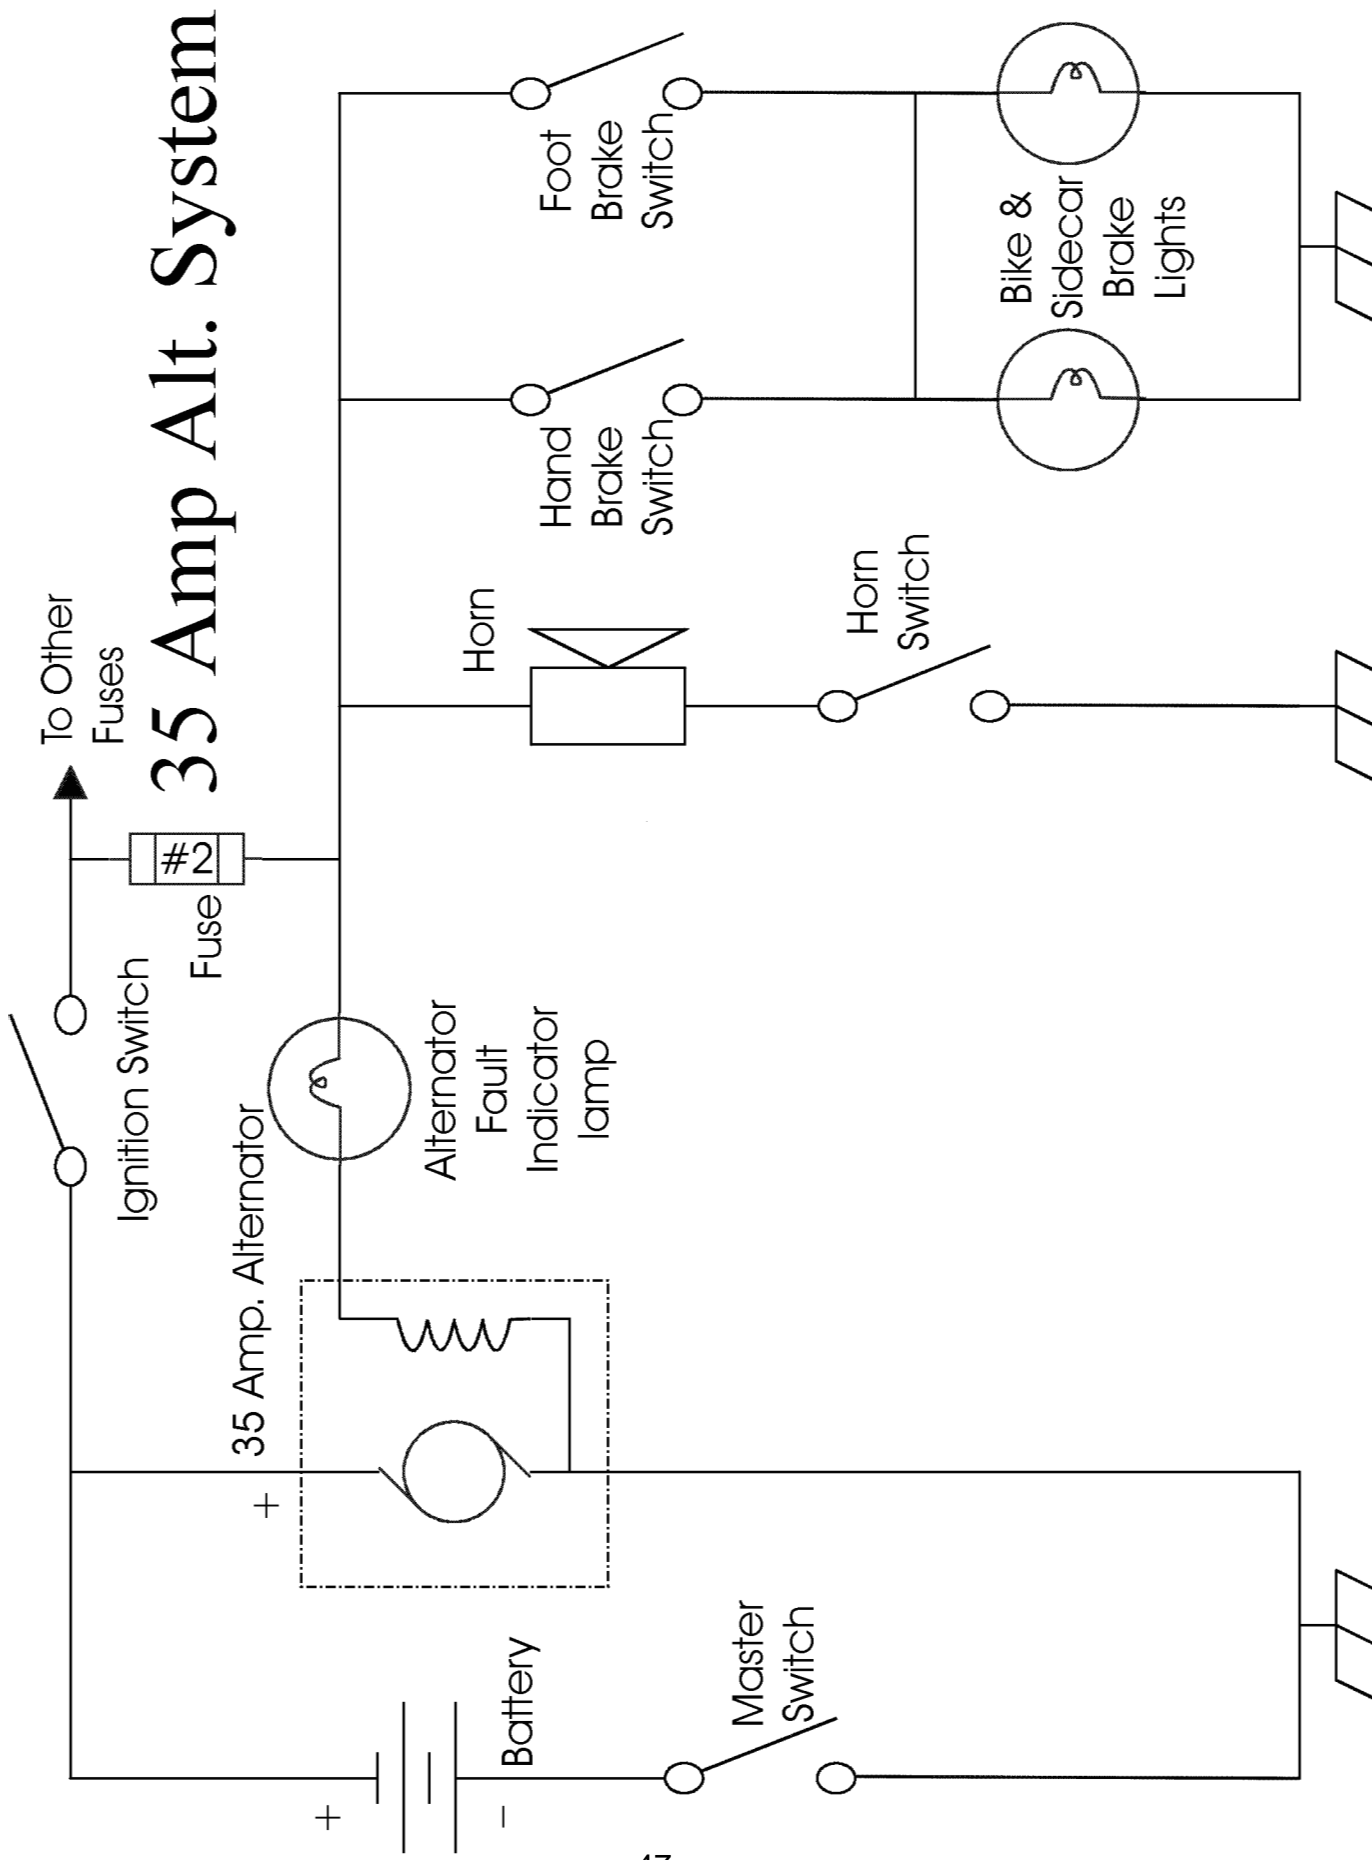 35 Amp Alt. System
To Other
Fuses
#2
Fuse
Ignition Switch
35 Amp. Alternator
+
Alternator
Fault
Indicator
lamp
+
Battery
−
Master
Switch
Horn
Horn
Switch
Hand
Brake
Switch
Foot
Brake
Switch
Bike &
Sidecar
Brake
Lights